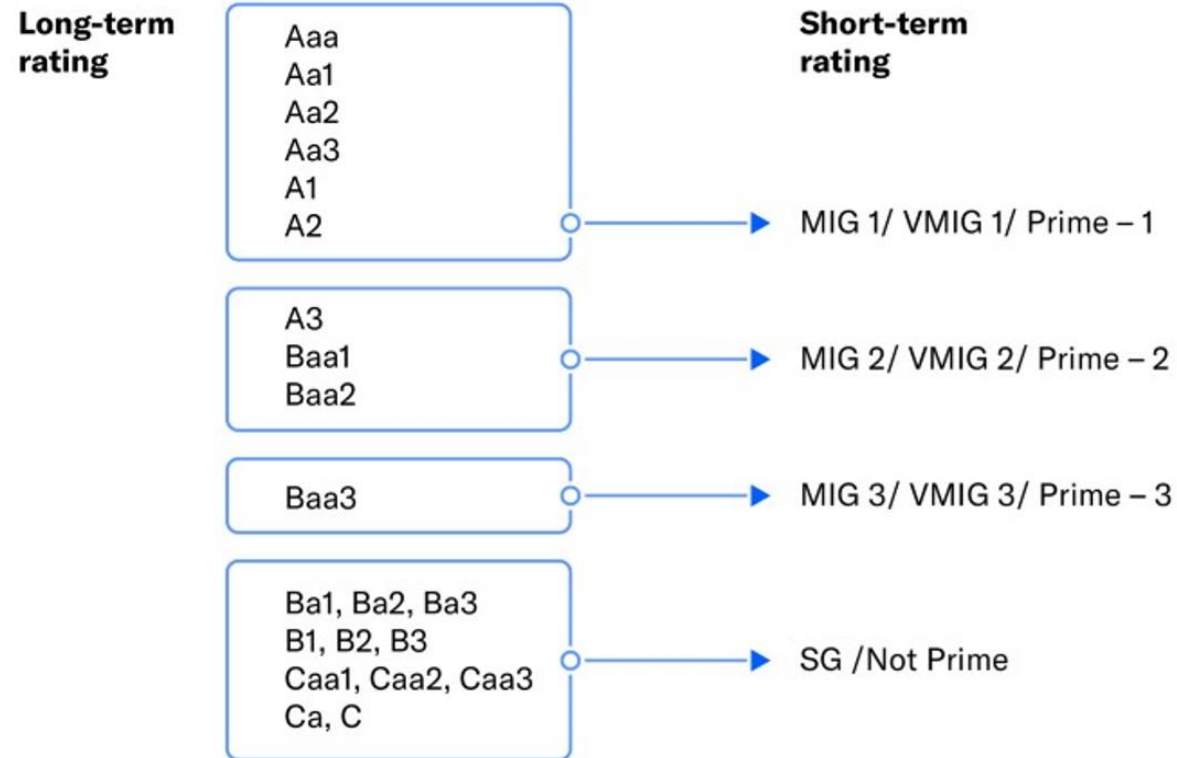 Long-term
rating
Short-term
rating
Aaa
Aa1
Aa2
Aa3
A1
A2
MIG 1/ VMIG 1/ Prime – 1
A3
Baa1
Baa2
MIG 2/ VMIG 2/ Prime – 2
Baa3
MIG 3/ VMIG 3/ Prime – 3
Ba1, Ba2, Ba3
B1, B2, B3
Caa1, Caa2, Caa3
Ca, C
SG /Not Prime